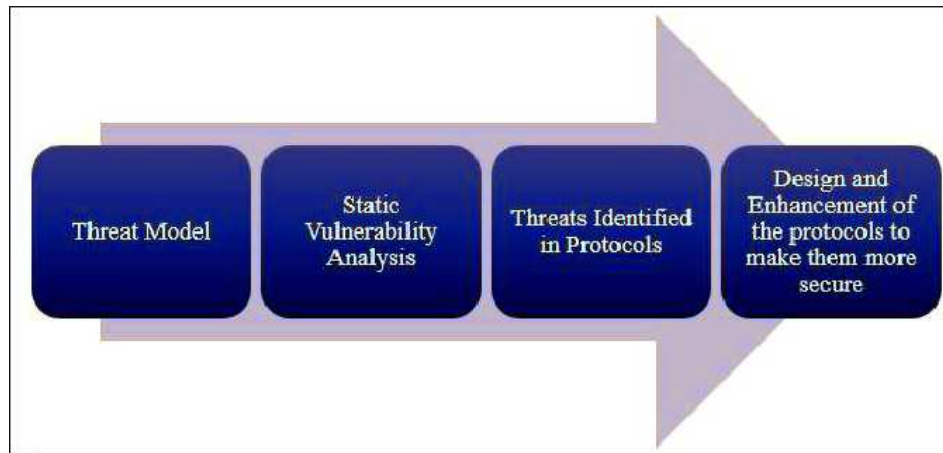 Threat Model
Static
Vulnerability
Analysis
Threats Identified
in Protocols
Design and
Enhancement of
the protocols to
make them more
secure